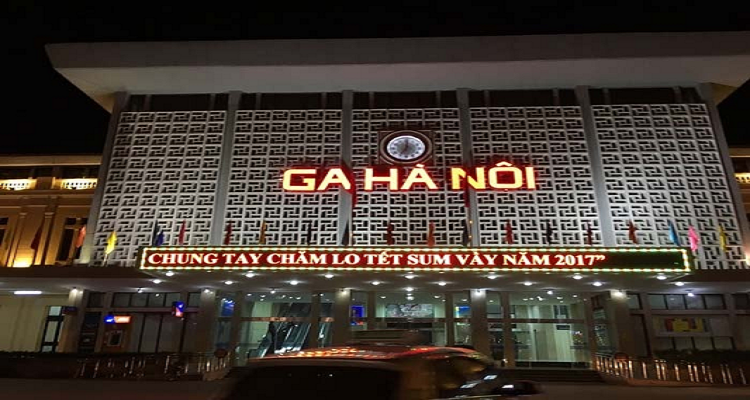 GA HÀ NỘI
CHUNG TAY CHĂM LO TẾT SUM VẦY NĂM 2017”